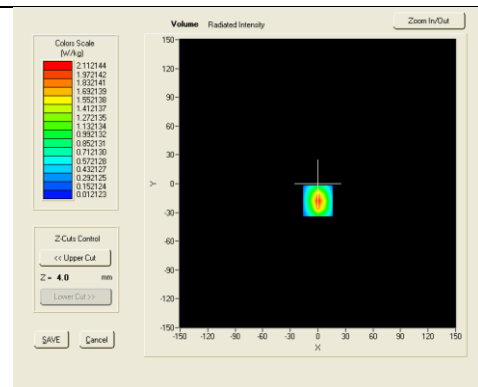 Volume Radiated Intensity
Zoom In/Out
Colors Scale
(W/kg)
2.112144
1.972142
1.832141
1.692139
1.552138
1.412137
1.272135
1.132134
0.992132
0.852131
0.712130
0.572128
0.432127
0.292125
0.152124
0.012123
Z-Cuts Control
<< Upper Cut
Z = 4.0 mm
Lower Cut >>
SAVE
Cancel
150
120
90
60
30
0
-30
-60
-90
-120
-150
Y
-150 -120 -90 -60 -30 0 30 60 90 120 150
X